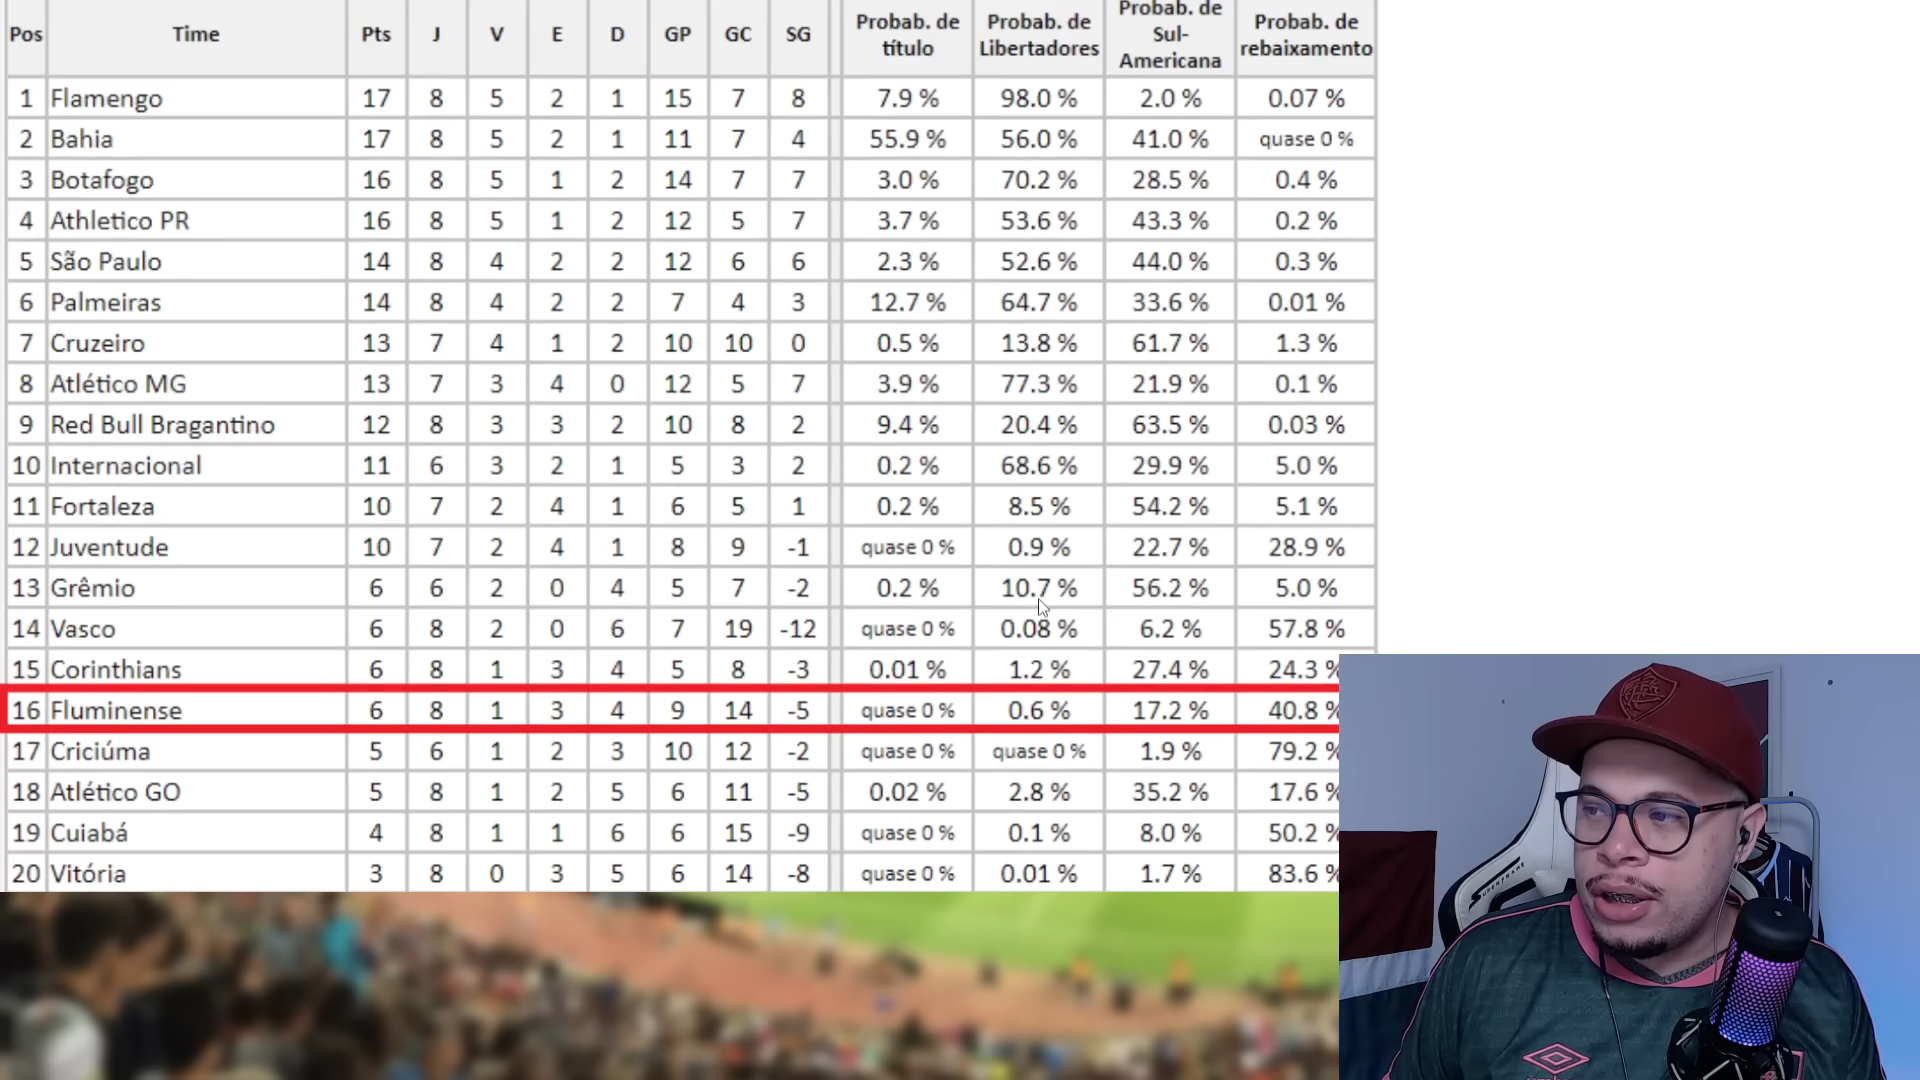 Pos Time Pts J V E D GP GC SG Probab. de título Probab. de Libertadores Probab. de Sul-Americana Probab. de rebaixamento
1 Flamengo 17 8 5 2 1 15 7 8 7.9 % 98.0 % 2.0 % 0.07 %
2 Bahia 17 8 5 2 1 11 7 4 55.9 % 56.0 % 41.0 % quase 0 %
3 Botafogo 16 8 5 1 2 14 7 7 3.0 % 70.2 % 28.5 % 0.4 %
4 Athletico PR 16 8 5 1 2 12 5 7 3.7 % 53.6 % 43.3 % 0.2 %
5 São Paulo 14 8 4 2 2 12 6 6 2.3 % 52.6 % 44.0 % 0.3 %
6 Palmeiras 14 8 4 2 2 7 4 3 12.7 % 64.7 % 33.6 % 0.01 %
7 Cruzeiro 13 7 4 1 2 10 10 0 0.5 % 13.8 % 61.7 % 1.3 %
8 Atlético MG 13 7 3 4 0 12 5 7 3.9 % 77.3 % 21.9 % 0.1 %
9 Red Bull Bragantino 12 8 3 3 2 10 8 2 9.4 % 20.4 % 63.5 % 0.03 %
10 Internacional 11 6 3 2 1 5 3 2 0.2 % 68.6 % 29.9 % 5.0 %
11 Fortaleza 10 7 2 4 1 6 5 1 0.2 % 8.5 % 54.2 % 5.1 %
12 Juventude 10 7 2 4 1 8 9 -1 quase 0 % 0.9 % 22.7 % 28.9 %
13 Grêmio 6 6 2 0 4 5 7 -2 0.2 % 10.7 % 56.2 % 5.0 %
14 Vasco 6 8 2 0 6 7 19 -12 quase 0 % 0.08 % 6.2 % 57.8 %
15 Corinthians 6 8 1 3 4 5 8 -3 0.01 % 1.2 % 27.4 % 24.3 %
16 Fluminense 6 8 1 3 4 9 14 -5 quase 0 % 0.6 % 17.2 % 40.8 %
17 Criciúma 5 6 1 2 3 10 12 -2 quase 0 % quase 0 % 1.9 % 79.2 %
18 Atlético GO 5 8 1 2 5 6 11 -5 0.02 % 2.8 % 35.2 % 17.6 %
19 Cuiabá 4 8 1 1 6 6 15 -9 quase 0 % 0.1 % 8.0 % 50.2 %
20 Vitória 3 8 0 3 5 6 14 -8 quase 0 % 0.01 % 1.7 % 83.6 %